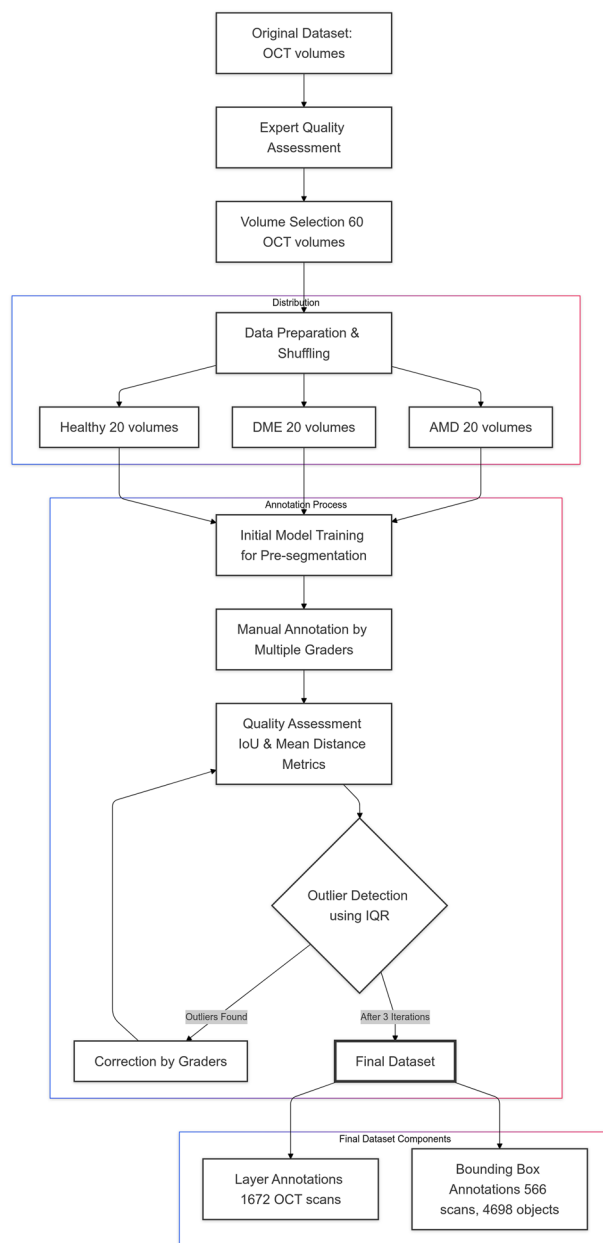 Original Dataset:
OCT volumes
Expert Quality
Assessment
Volume Selection 60
OCT volumes
Distribution
Data Preparation &
Shuffling
Healthy 20 volumes
DME 20 volumes
AMD 20 volumes
Annotation Process
Initial Model Training
for Pre-segmentation
Manual Annotation by
Multiple Graders
Quality Assessment
IoU & Mean Distance
Metrics
Outlier Detection
using IQR
Outliers Found
After 3 Iterations
Correction by Graders
Final Dataset
Final Dataset Components
Layer Annotations
1672 OCT scans
Bounding Box
Annotations 566
scans, 4698 objects